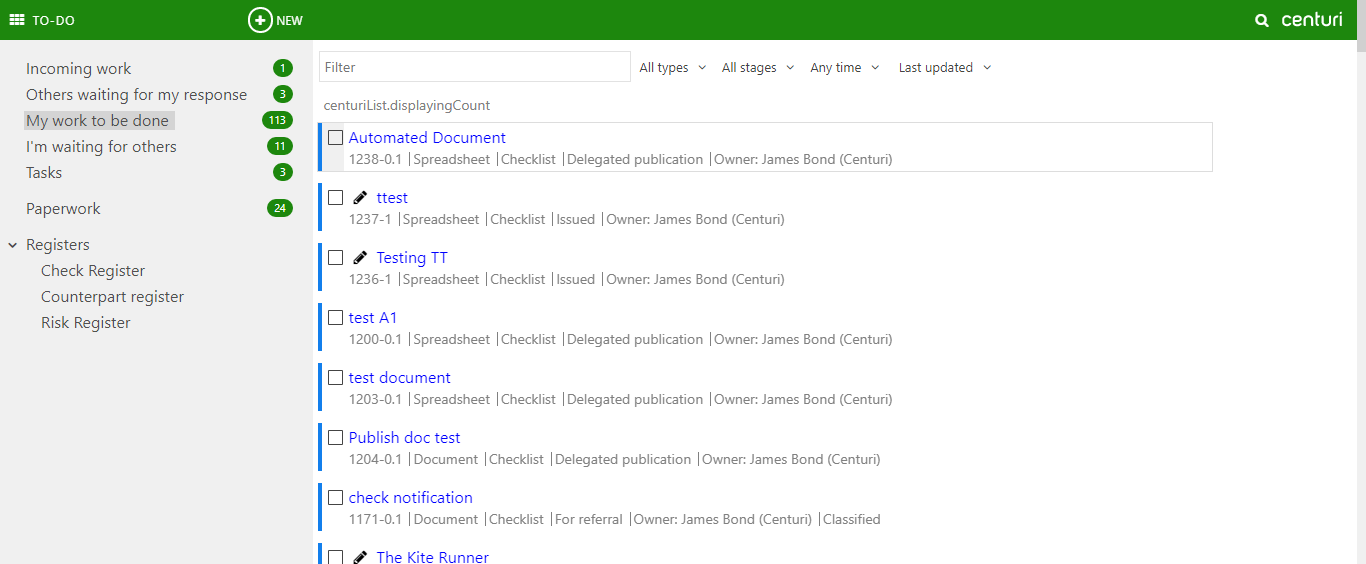 TO-DO NEW centuri
Incoming work 1
Others waiting for my response 3
My work to be done 113
I'm waiting for others 11
Tasks 3
Paperwork 24
Registers
Check Register
Counterpart register
Risk Register
Filter All types All stages Any time Last updated
centuriList.displayingCount
Automated Document
1238-0.1 |Spreadsheet |Checklist |Delegated publication |Owner: James Bond (Centuri)
ttest
1237-1 |Spreadsheet |Checklist |Issued |Owner: James Bond (Centuri)
Testing TT
1236-1 |Spreadsheet |Checklist |Issued |Owner: James Bond (Centuri)
test A1
1200-0.1 |Spreadsheet |Checklist |Delegated publication |Owner: James Bond (Centuri)
test document
1203-0.1 |Spreadsheet |Checklist |Delegated publication |Owner: James Bond (Centuri)
Publish doc test
1204-0.1 |Document |Checklist |Delegated publication |Owner: James Bond (Centuri)
check notification
1171-0.1 |Document |Checklist |For referral |Owner: James Bond (Centuri) |Classified
The Kite Runner